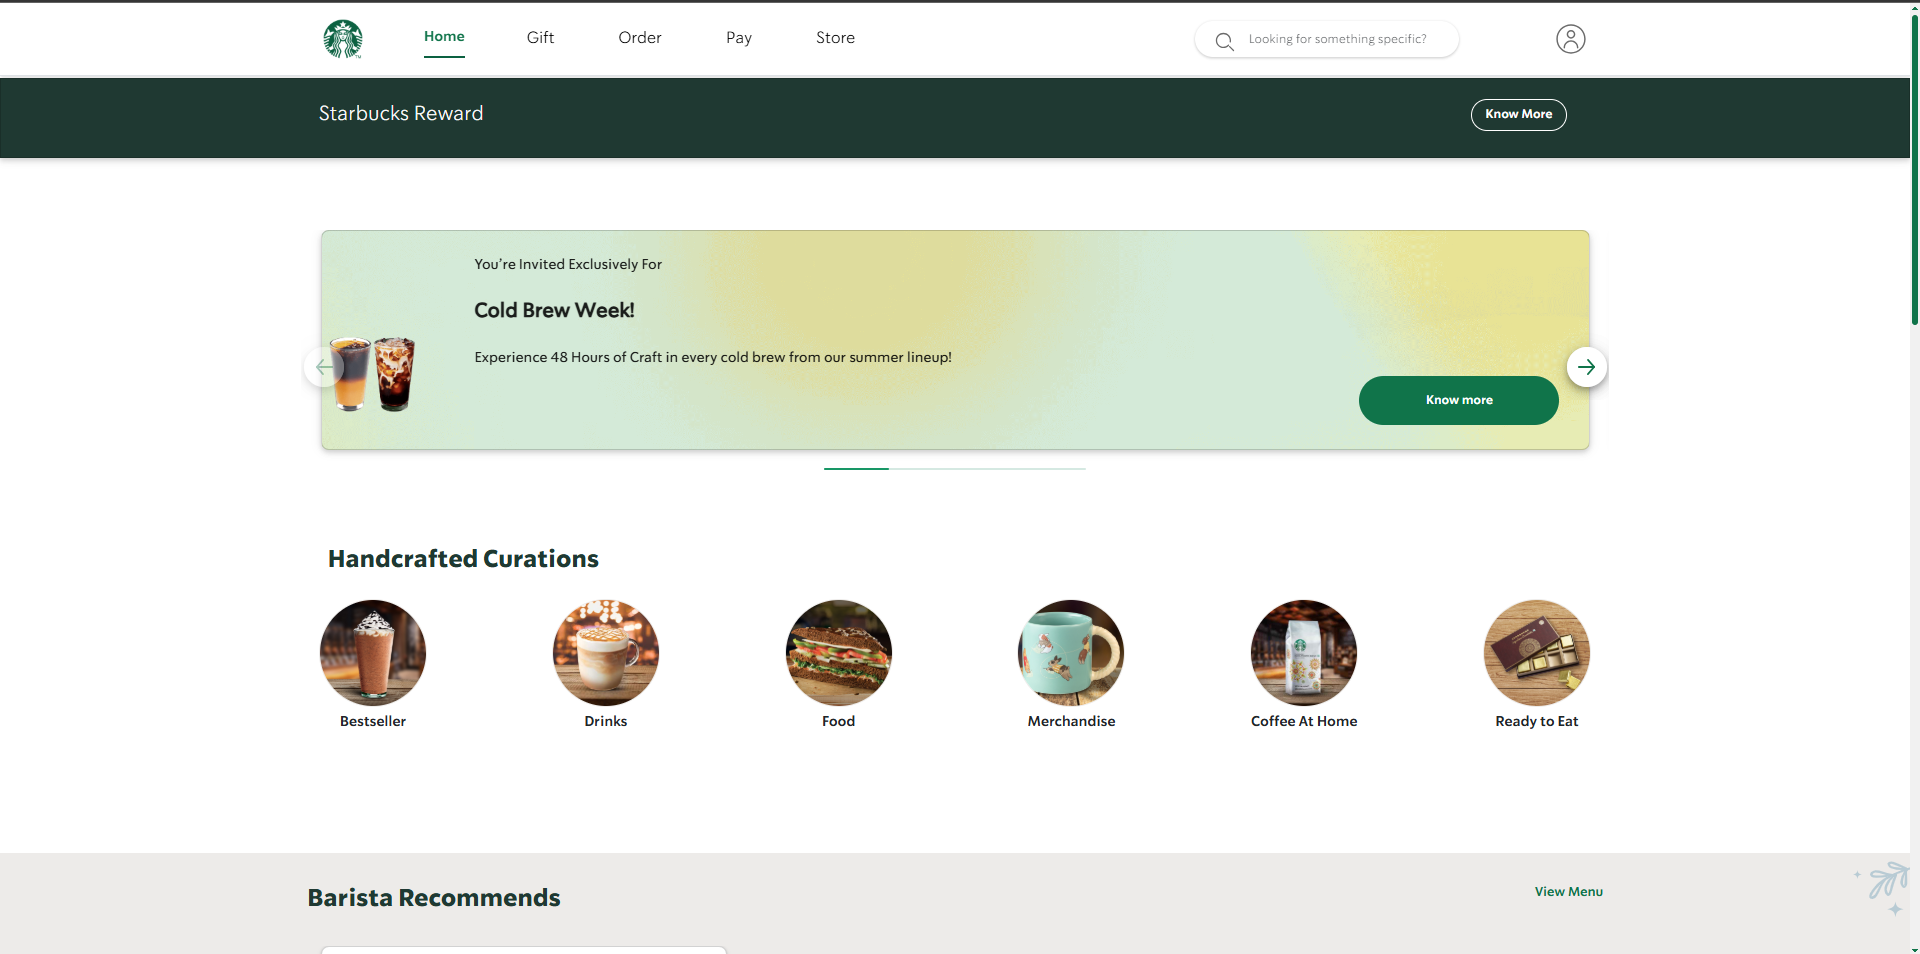 Home
Gift
Order
Pay
Store
Looking for something specific?
Starbucks Reward
Know More
You're Invited Exclusively For
Cold Brew Week!
Experience 48 Hours of Craft in every cold brew from our summer lineup!
Know more
Handcrafted Curations
Bestseller
Drinks
Food
Merchandise
Coffee At Home
Ready to Eat
Barista Recommends
View Menu